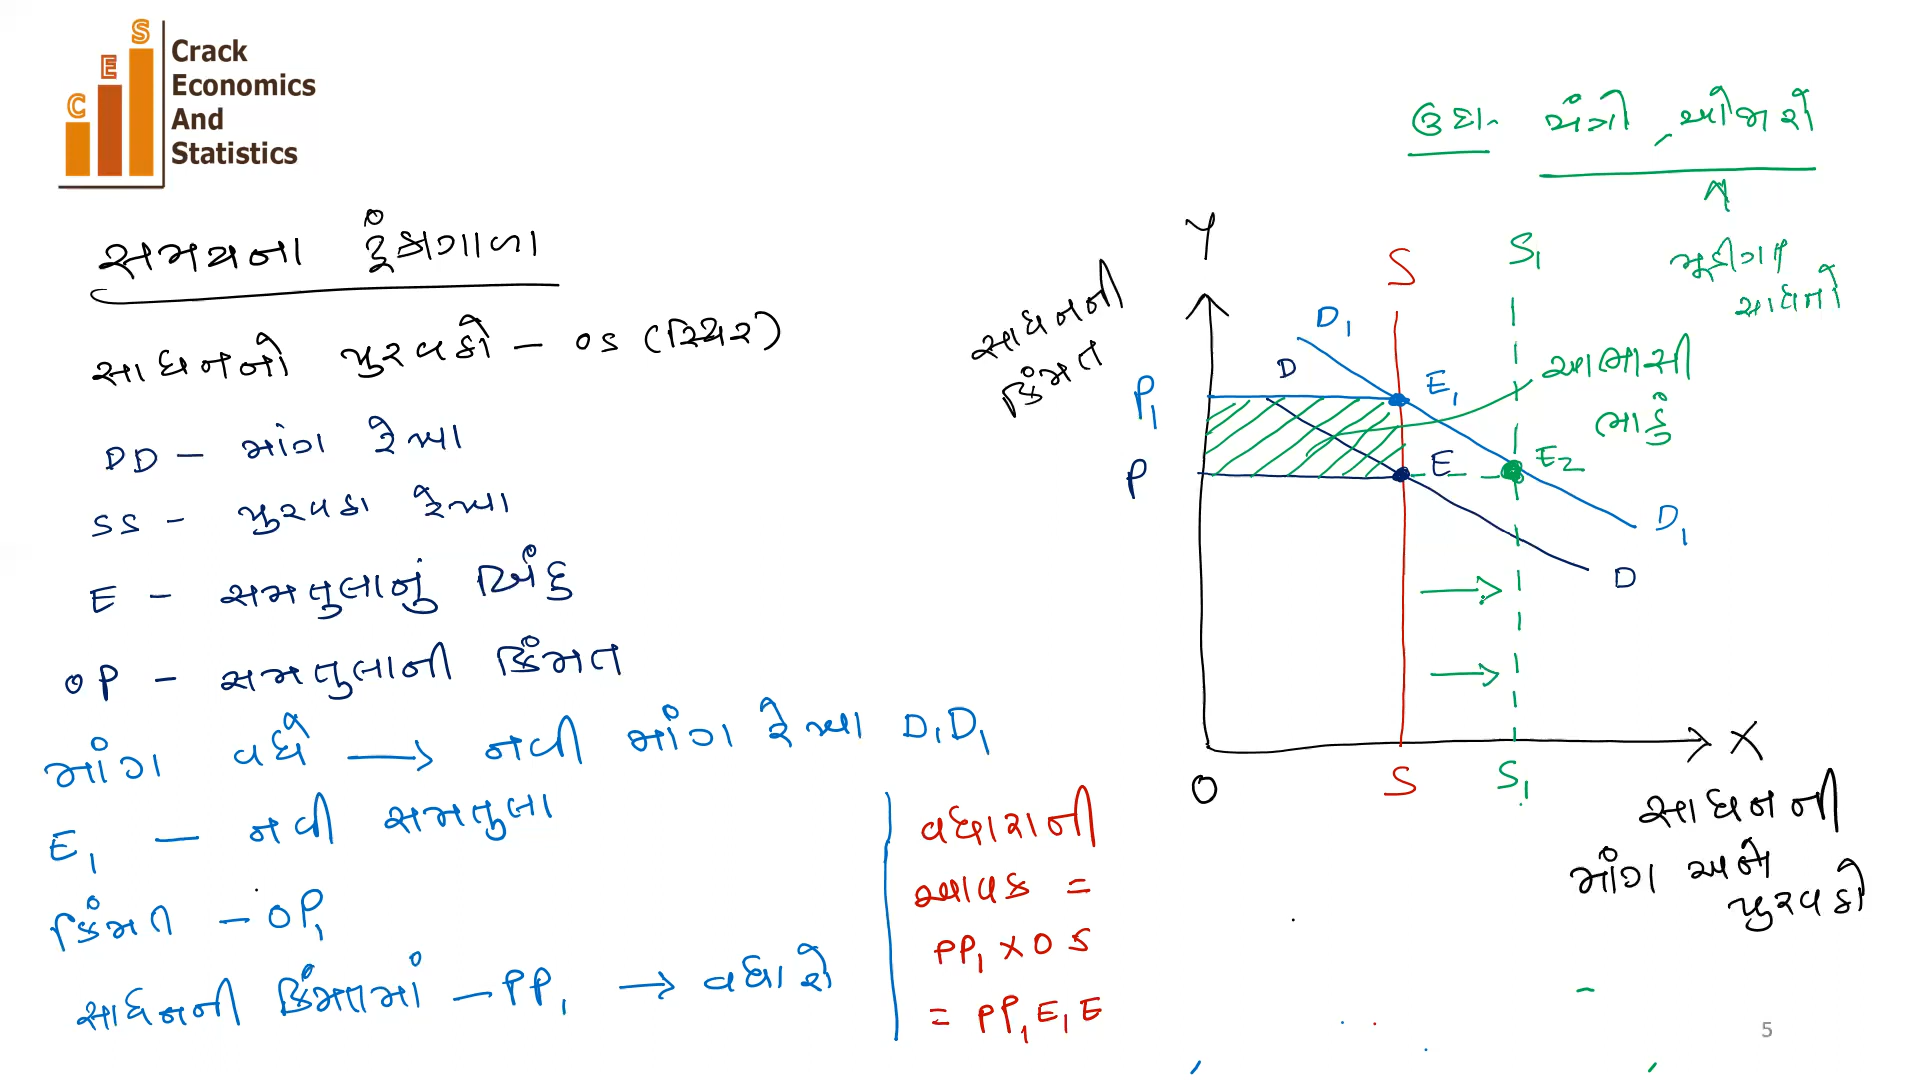 C E S
Crack
Economics
And
Statistics
સમયના ટૂંકાગાળા
સાધનનો પુરવઠો – OS (સ્થિર)
DD – માંગ રેખા
SS – પુરવઠા રેખા
E – સમતુલાનું બિંદુ
OP – સમતુલાની કિંમત
માંગ વધે → નવી માંગ રેખા D₁D₁
E₁ – નવી સમતુલા
કિંમત – OP₁
સાધનની કિંમતમાં – PP₁ → વધારો
વધારાની
આવક =
PP₁ × OS
= PP₁E₁E
ઉદા. યંત્રો, ઓજારો
મૂડીગત
સાધનો
Y
સાધનની
કિંમત
S
S₁
D₁
D
આભાસી
ભાડું
P₁
E₁
P
E
E₂
D₁
D
X
O
S
S₁
સાધનની
માંગ અને
પુરવઠો
5